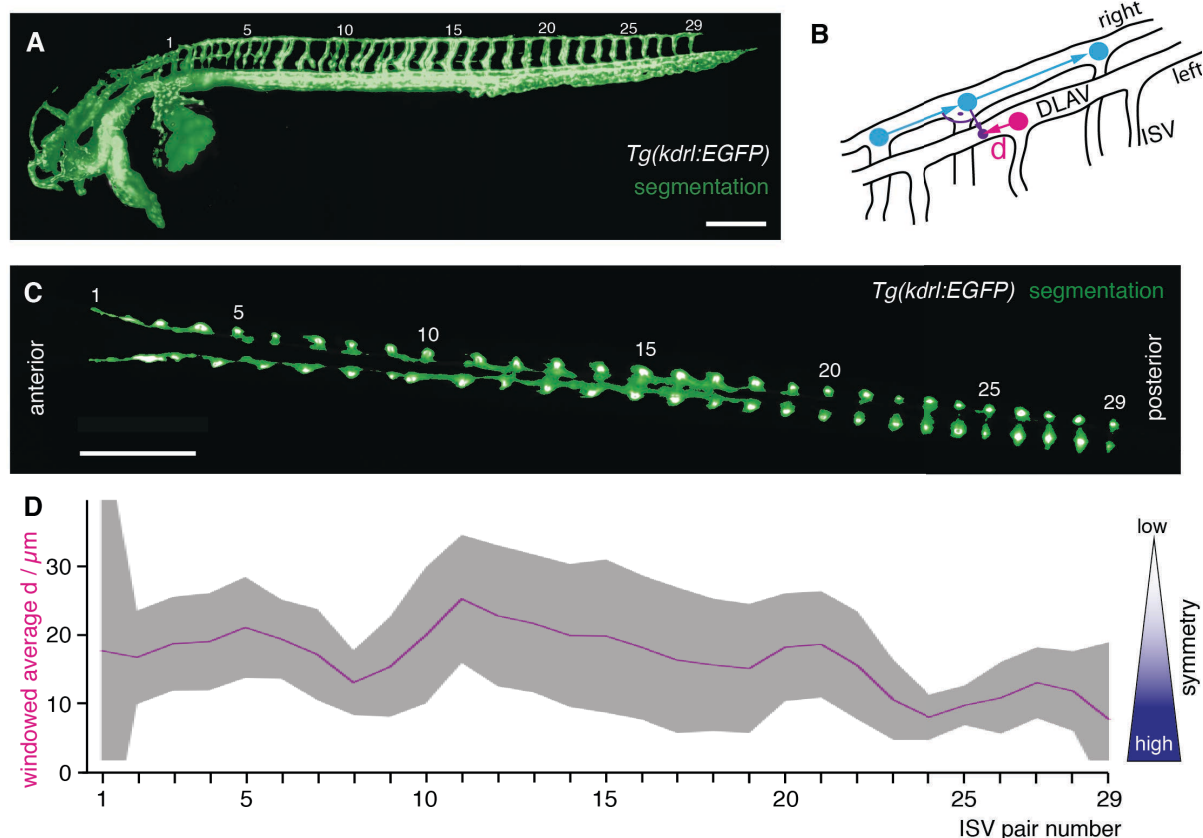 A
1 5 10 15 20 25 29
Tg(kdrl:EGFP)
segmentation
B
right
left
DLAV
d
ISV
C
Tg(kdrl:EGFP) segmentation
1 5 10 15 20 25 29
anterior
posterior
D
windowed average d / µm
30
20
10
0
1 5 10 15 20 25 29
ISV pair number
low
symmetry
high